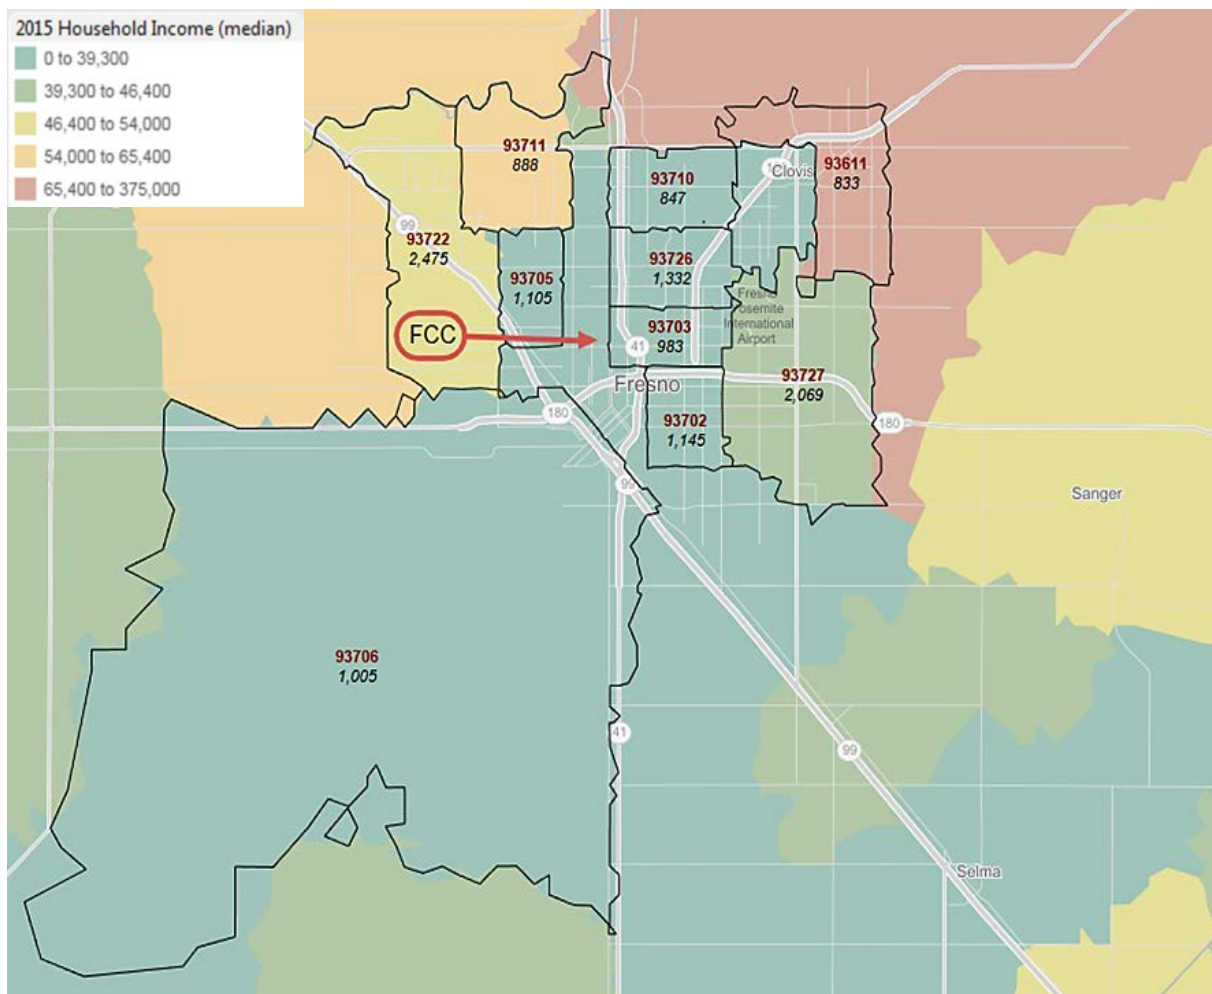 2015 Household Income (median)
0 to 39,300
39,300 to 46,400
46,400 to 54,000
54,000 to 65,400
65,400 to 375,000
93711
888
93710
847
Clovis
93611
833
99
93722
2,475
93705
1,105
93726
1,332
Fresno
Yosemite
International
Airport
FCC
93703
983
41
Fresno
93727
2,069
180
93702
1,145
180
99
Sanger
93706
1,005
41
99
Selma